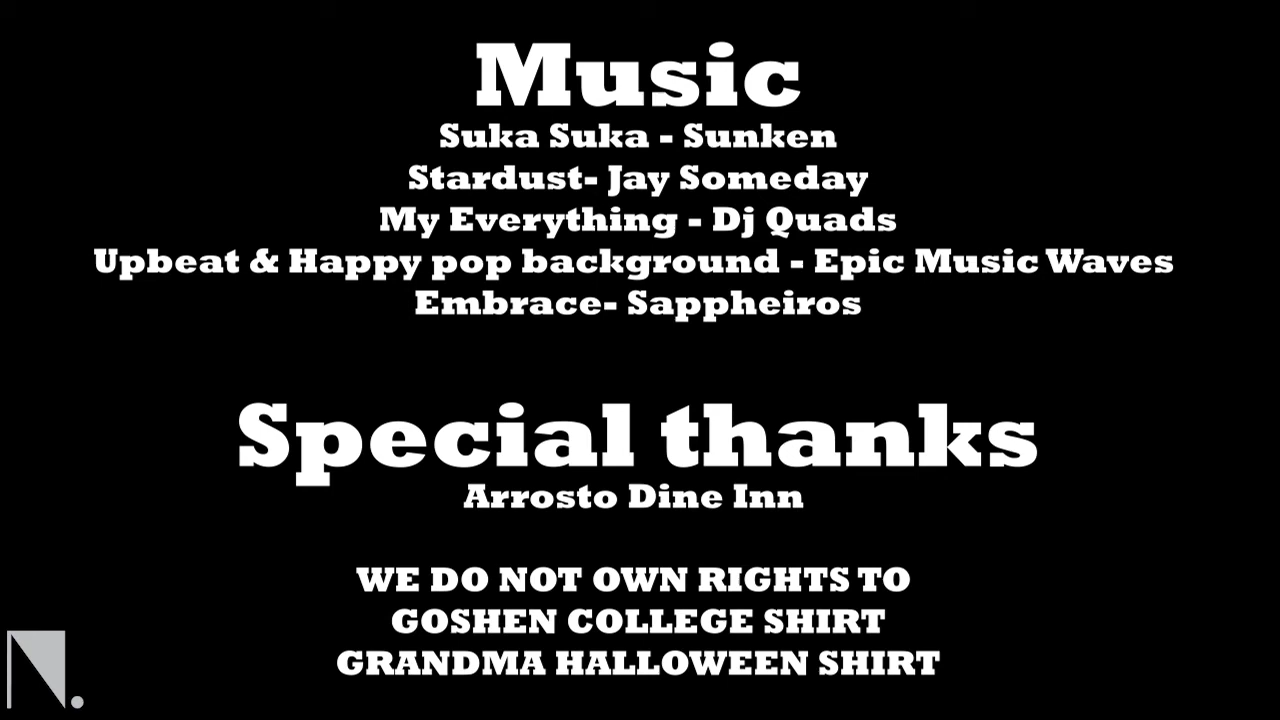 Music
Suka Suka - Sunken
Stardust- Jay Someday
My Everything - Dj Quads
Upbeat & Happy pop background - Epic Music Waves
Embrace- Sappheiros
Special thanks
Arrosto Dine Inn
WE DO NOT OWN RIGHTS TO
GOSHEN COLLEGE SHIRT
GRANDMA HALLOWEEN SHIRT
N.